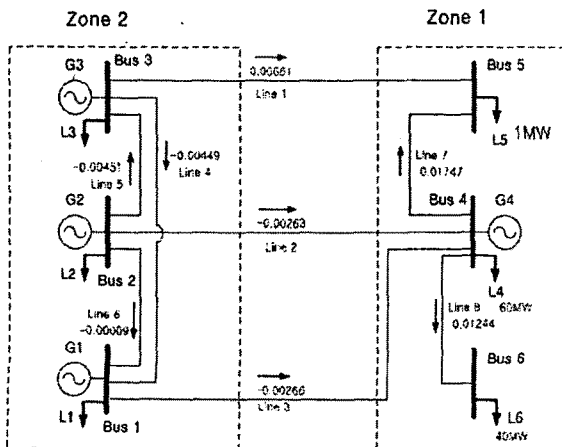 Zone 2
Zone 1
G3
Bus 3
0.00661
Line 1
Bus 5
L3
L5 1MW
-0.00449
Line 4
-0.00451
Line 5
Line 7
0.01747
G2
Bus 4
G4
-0.00263
Line 2
L2
Bus 2
L4
60MW
Line 6
-0.00009
Line 8
0.01244
G1
Bus 6
-0.00266
Line 3
L1
Bus 1
L6
40MW